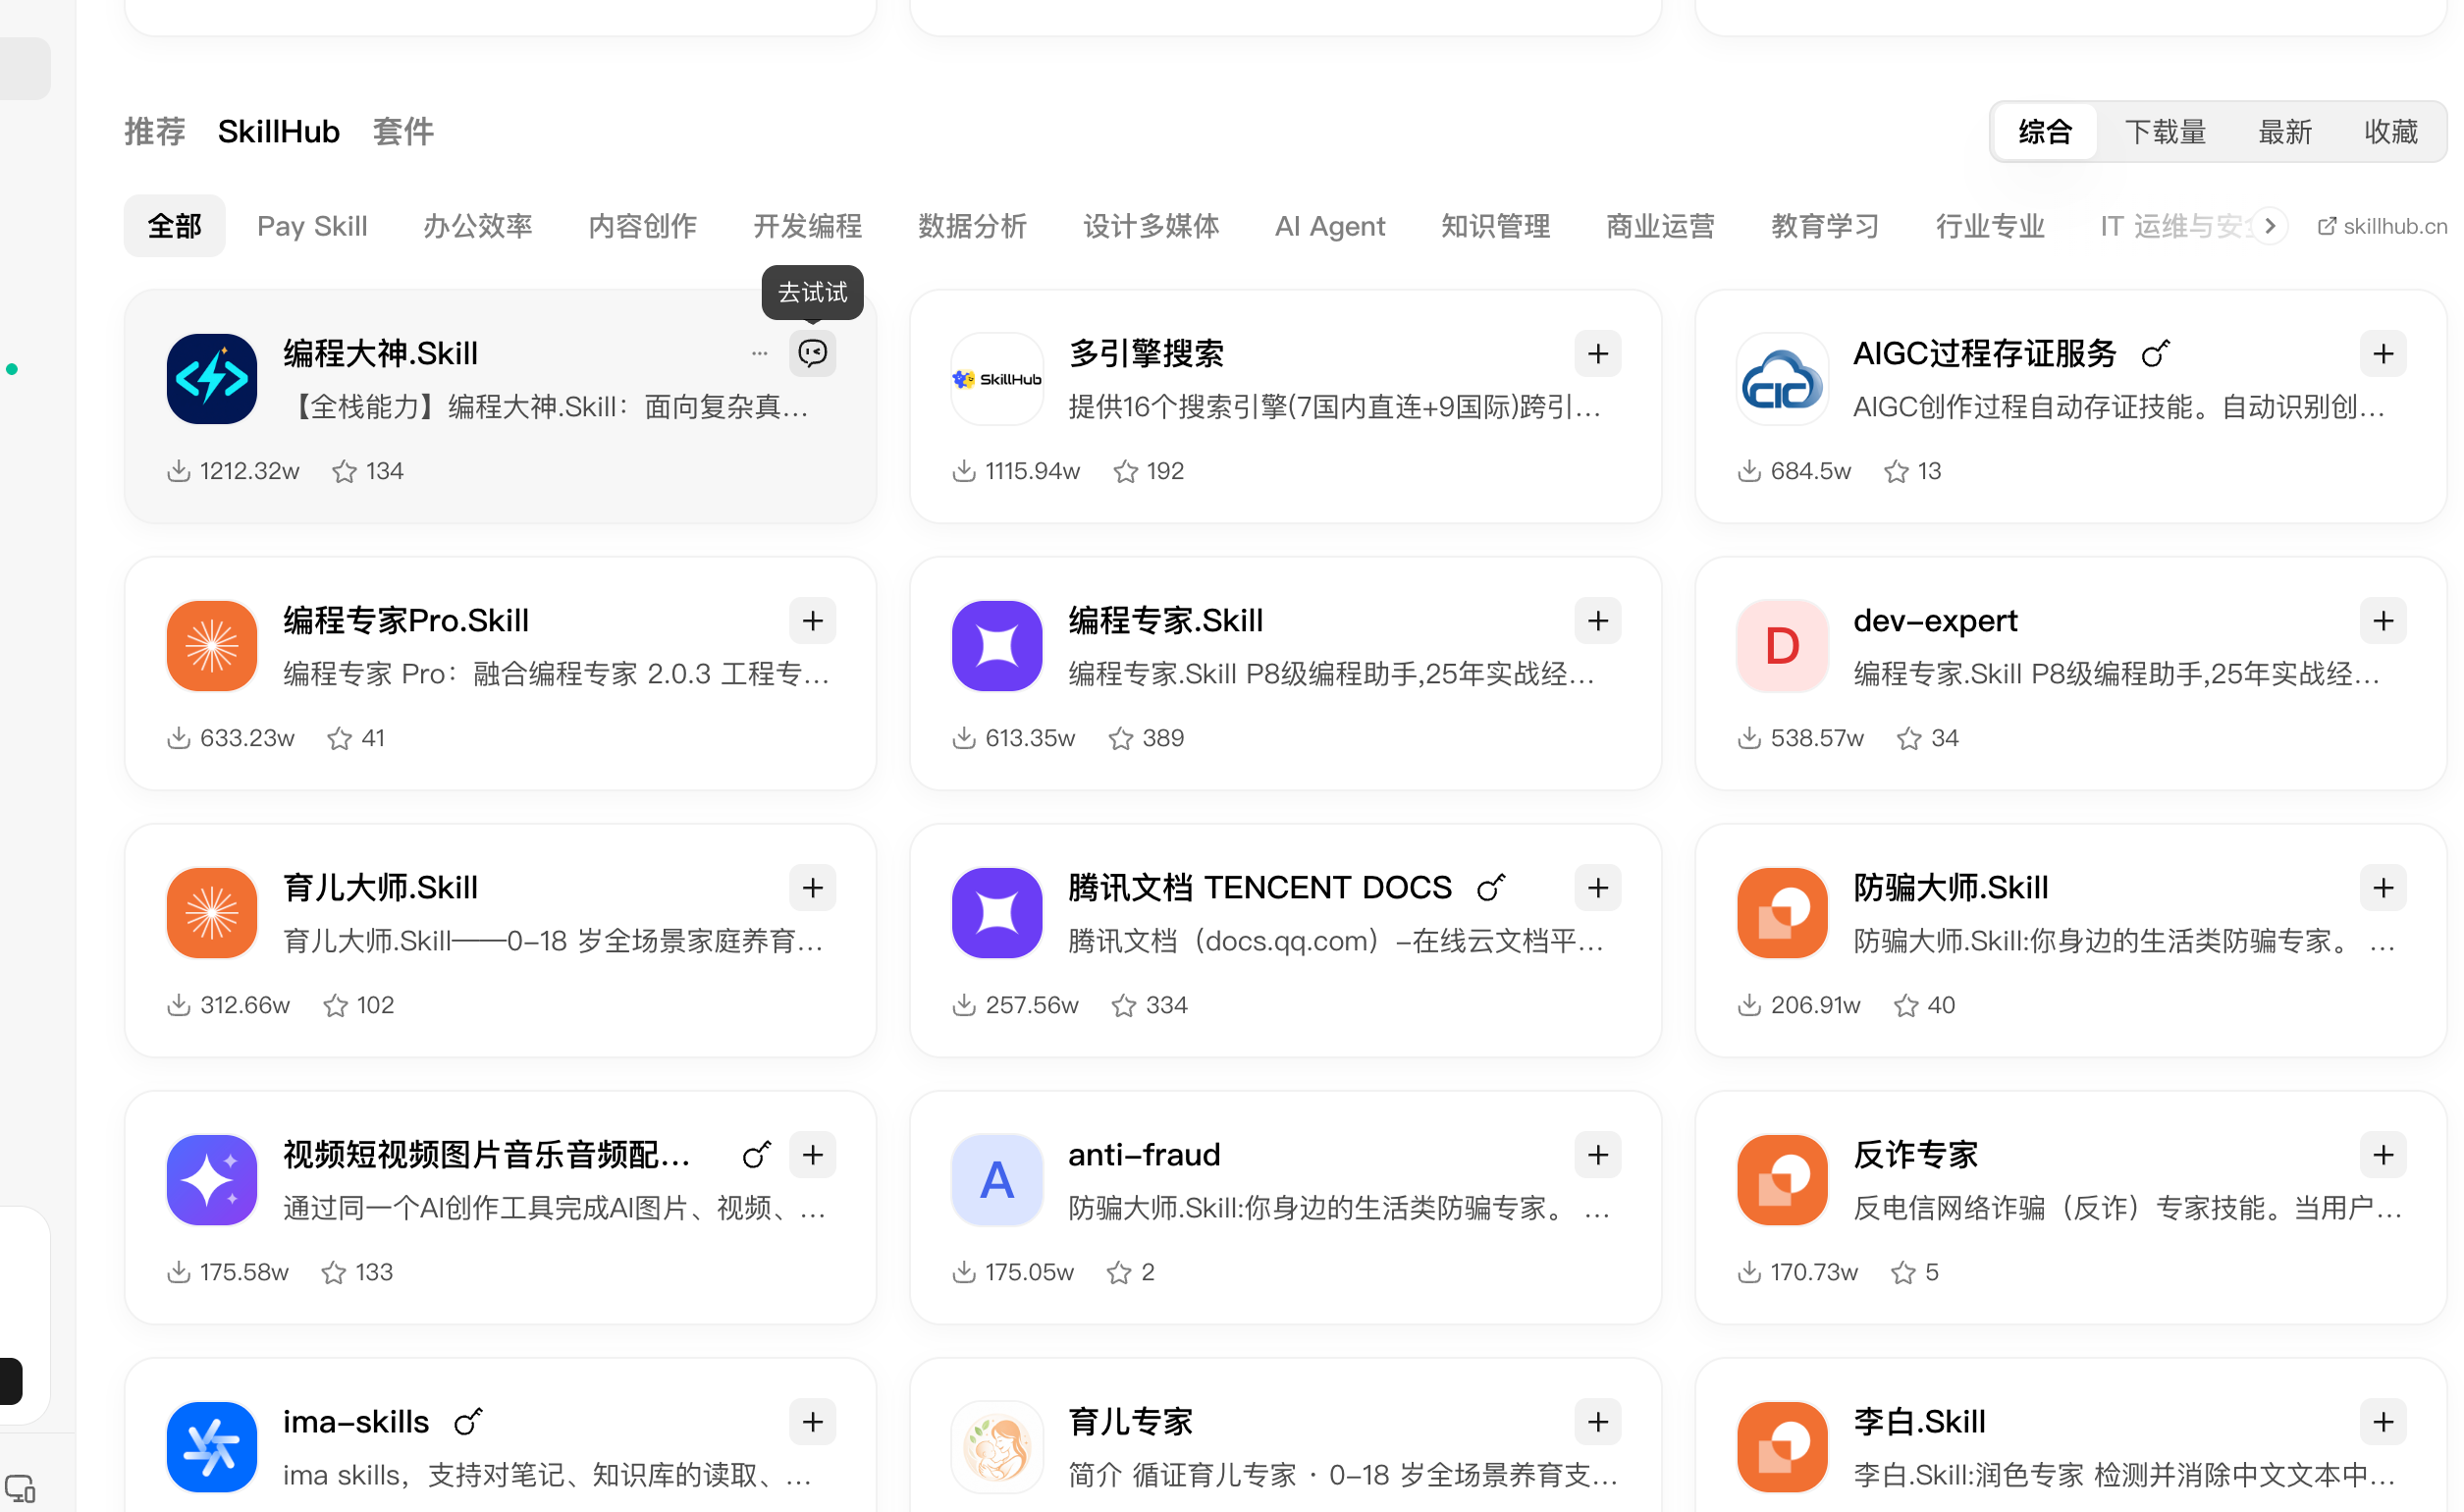 推荐 SkillHub 套件
综合 下载量 最新 收藏
全部 Pay Skill 办公效率 内容创作 开发编程 数据分析 设计多媒体 AI Agent 知识管理 商业运营 教育学习 行业专业 IT 运维与安全 skillhub.cn
去试试
编程大神.Skill
【全栈能力】编程大神.Skill：面向复杂真...
1212.32w 134
SkillHub
多引擎搜索
提供16个搜索引擎(7国内直连+9国际)跨引...
1115.94w 192
CIC
AIGC过程存证服务
AIGC创作过程自动存证技能。自动识别创...
684.5w 13
编程专家Pro.Skill
编程专家 Pro：融合编程专家 2.0.3 工程专...
633.23w 41
编程专家.Skill
编程专家.Skill P8级编程助手,25年实战经...
613.35w 389
D
dev-expert
编程专家.Skill P8级编程助手,25年实战经...
538.57w 34
育儿大师.Skill
育儿大师.Skill——0-18 岁全场景家庭养育...
312.66w 102
腾讯文档 TENCENT DOCS
腾讯文档（docs.qq.com）-在线云文档平...
257.56w 334
防骗大师.Skill
防骗大师.Skill:你身边的生活类防骗专家。 ...
206.91w 40
视频短视频图片音乐音频配...
通过同一个AI创作工具完成AI图片、视频、...
175.58w 133
A
anti-fraud
防骗大师.Skill:你身边的生活类防骗专家。 ...
175.05w 2
反诈专家
反电信网络诈骗（反诈）专家技能。当用户...
170.73w 5
ima-skills
ima skills，支持对笔记、知识库的读取、...
育儿专家
简介 循证育儿专家 · 0-18 岁全场景养育支...
李白.Skill
李白.Skill:润色专家 检测并消除中文文本中...